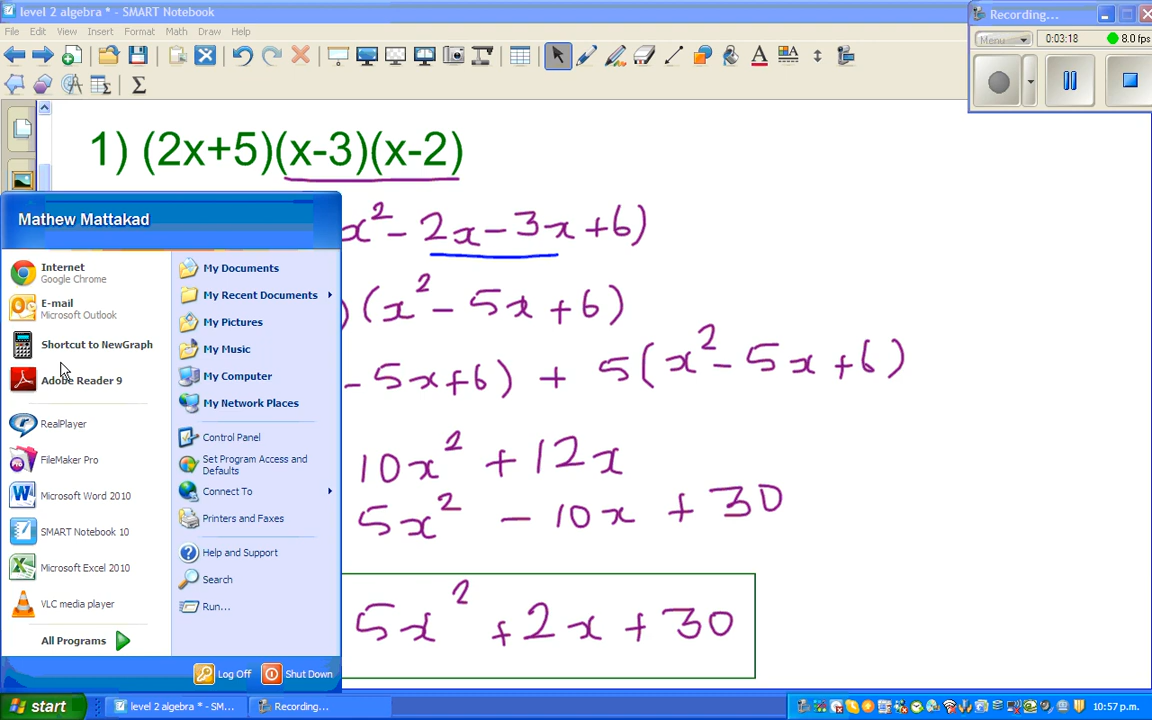 level 2 algebra * - SMART Notebook
File Edit View Insert Format Math Draw Help
Recording...
Menu 0:03:18 8.0 fps
1) (2x+5)(x-3)(x-2)
x² - 2x - 3x + 6)
) (x² - 5x + 6)
- 5x + 6) + 5(x² - 5x + 6)
10x² + 12x
5x² - 10x + 30
5x² + 2x + 30
Mathew Mattakad
Internet
Google Chrome
E-mail
Microsoft Outlook
Shortcut to NewGraph
Adobe Reader 9
RealPlayer
FileMaker Pro
Microsoft Word 2010
SMART Notebook 10
Microsoft Excel 2010
VLC media player
All Programs
My Documents
My Recent Documents
My Pictures
My Music
My Computer
My Network Places
Control Panel
Set Program Access and
Defaults
Connect To
Printers and Faxes
Help and Support
Search
Run...
Log Off Shut Down
start level 2 algebra * - SM... Recording... 10:57 p.m.